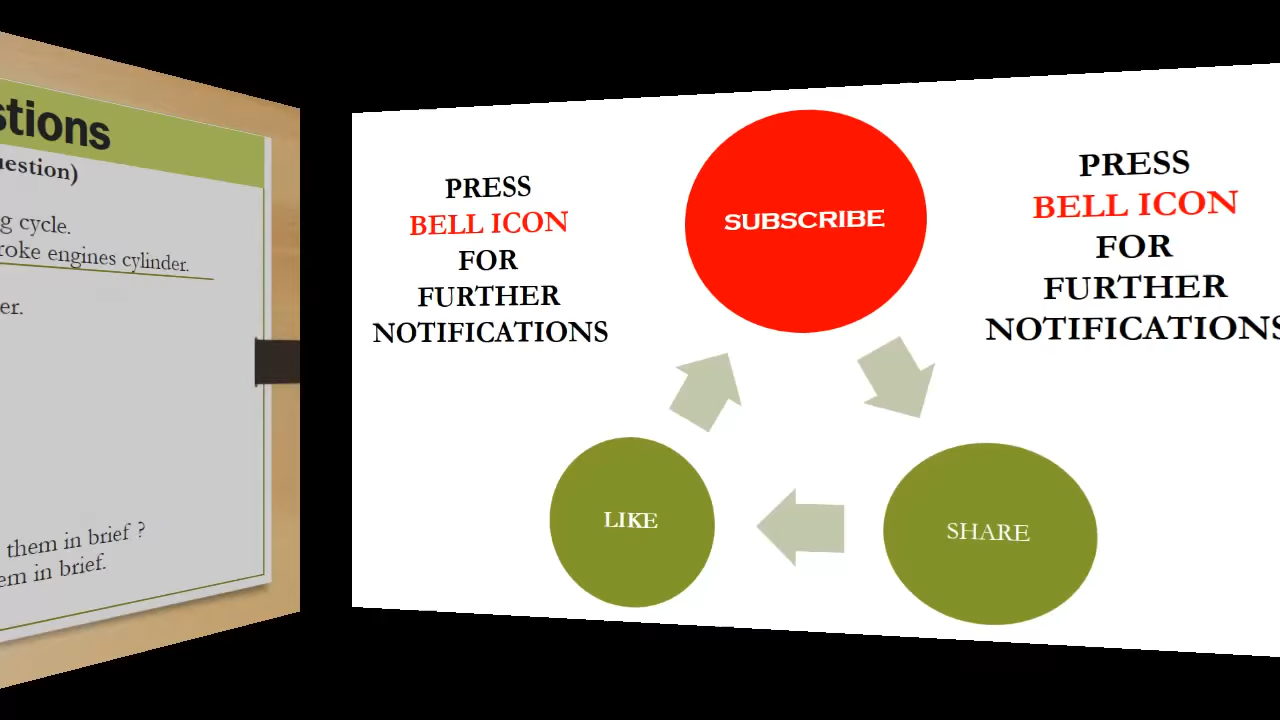 stions
uestion)
g cycle.
roke engines cylinder.
er.
them in brief ?
em in brief.
PRESS
BELL ICON
FOR
FURTHER
NOTIFICATIONS
SUBSCRIBE
PRESS
BELL ICON
FOR
FURTHER
NOTIFICATIONS
LIKE
SHARE